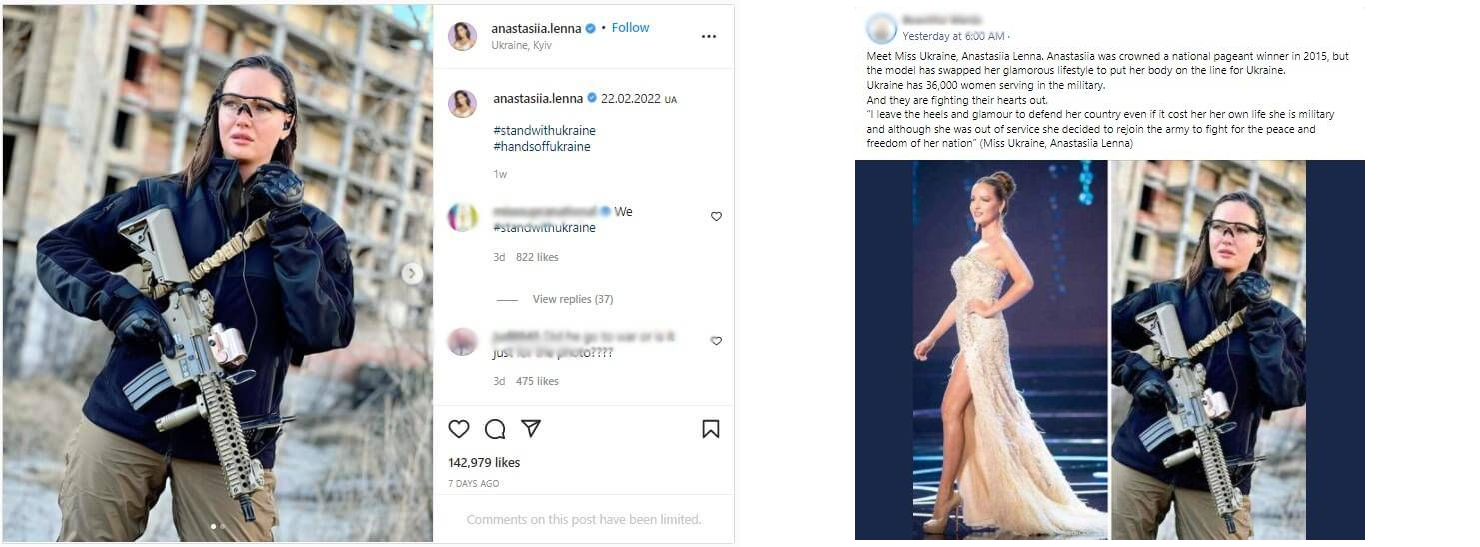 anastasiia.lenna • Follow
Ukraine, Kyiv
anastasiia.lenna 22.02.2022 UA
#standwithukraine
#handsoffukraine
1w
We
#standwithukraine
3d 822 likes
View replies (37)
just for the photo????
3d 475 likes
142,979 likes
7 DAYS AGO
Comments on this post have been limited.
Yesterday at 6:00 AM ·
Meet Miss Ukraine, Anastasiia Lenna. Anastasiia was crowned a national pageant winner in 2015, but
the model has swapped her glamorous lifestyle to put her body on the line for Ukraine.
Ukraine has 36,000 women serving in the military.
And they are fighting their hearts out.
"I leave the heels and glamour to defend her country even if it cost her her own life she is military
and although she was out of service she decided to rejoin the army to fight for the peace and
freedom of her nation" (Miss Ukraine, Anastasiia Lenna)